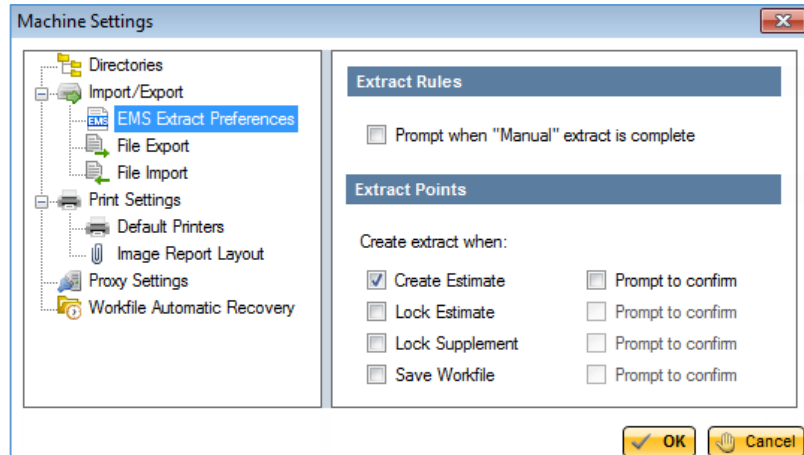 Machine Settings
Directories
Import/Export
EMS EMS Extract Preferences
File Export
File Import
Print Settings
Default Printers
Image Report Layout
Proxy Settings
Workfile Automatic Recovery
Extract Rules
Prompt when "Manual" extract is complete
Extract Points
Create extract when:
Create Estimate Prompt to confirm
Lock Estimate Prompt to confirm
Lock Supplement Prompt to confirm
Save Workfile Prompt to confirm
OK Cancel